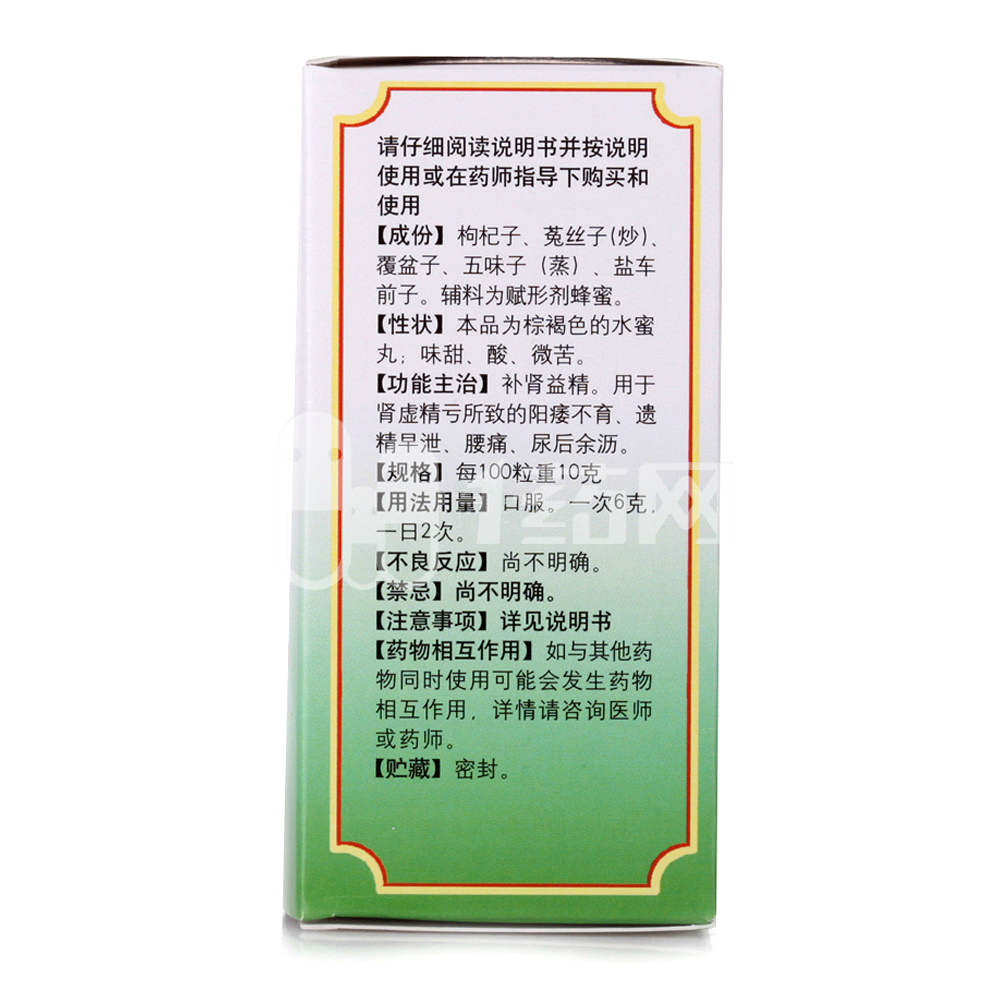 请仔细阅读说明书并按说明
使用或在药师指导下购买和
使用
【成份】枸杞子、菟丝子(炒)、
覆盆子、五味子（蒸）、盐车
前子。辅料为赋形剂蜂蜜。
【性状】本品为棕褐色的水蜜
丸；味甜、酸、微苦。
【功能主治】补肾益精。用于
肾虚精亏所致的阳痿不育、遗
精早泄、腰痛、尿后余沥。
【规格】每100粒重10克
【用法用量】口服。一次6克，
一日2次。
【不良反应】尚不明确。
【禁忌】尚不明确。
【注意事项】详见说明书
【药物相互作用】如与其他药
物同时使用可能会发生药物
相互作用，详情请咨询医师
或药师。
【贮藏】密封。
1药网